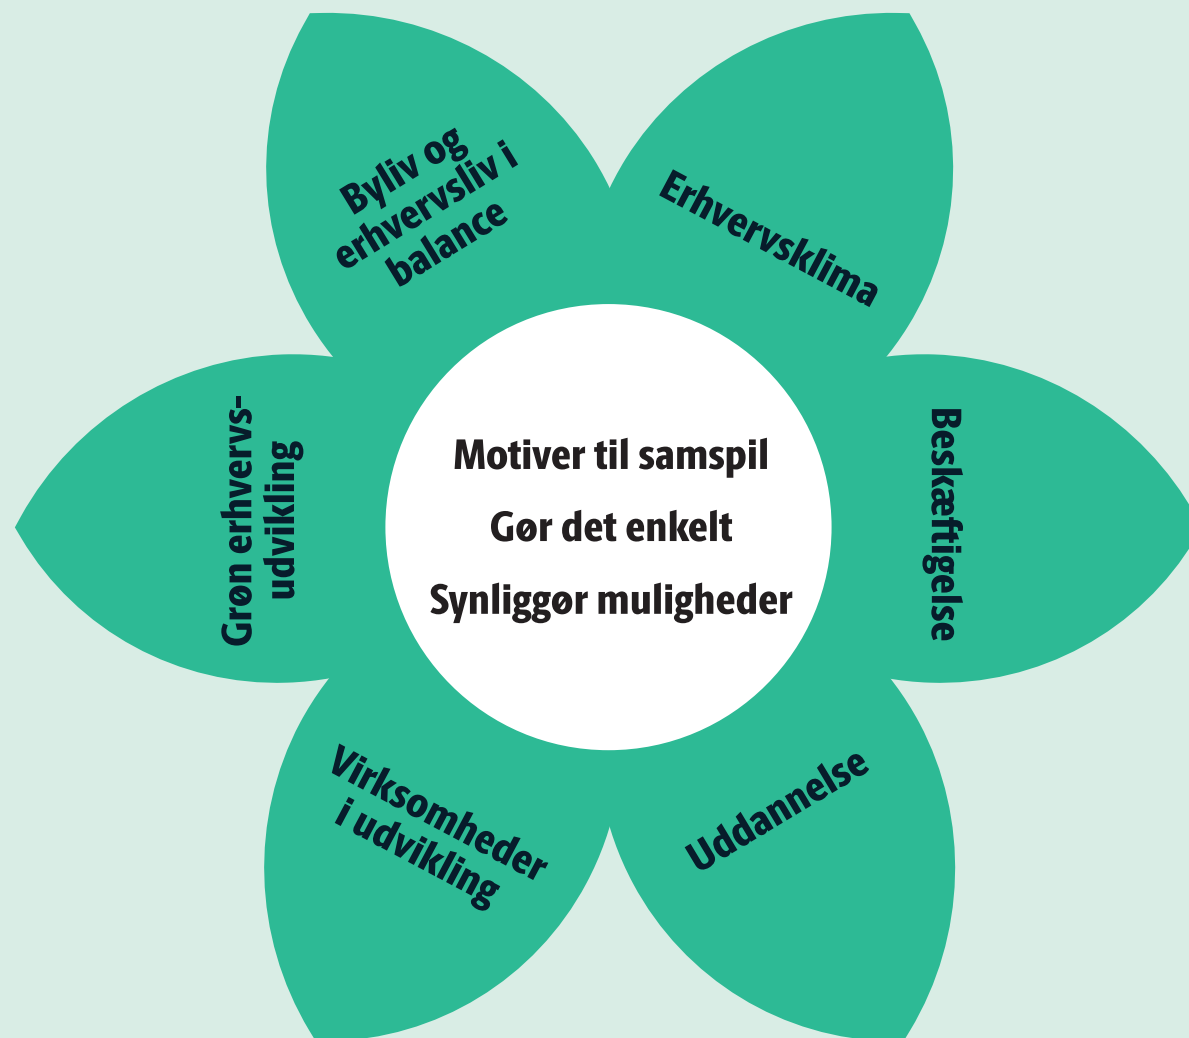 Byliv og
erhvervsliv i
balance
Erhvervsklima
Beskæftigelse
Uddannelse
Virksomheder
i udvikling
Grøn erhvervs-
udvikling
Motiver til samspil
Gør det enkelt
Synliggør muligheder